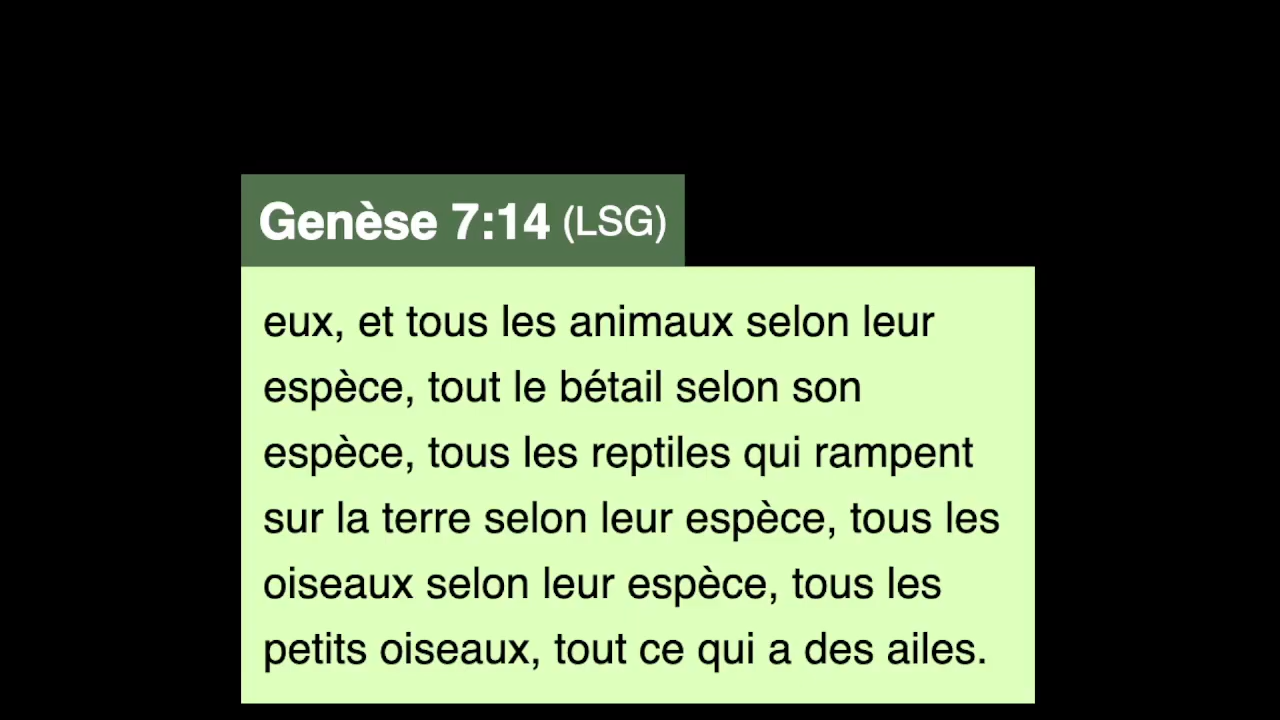 Genèse 7:14 (LSG)
eux, et tous les animaux selon leur
espèce, tout le bétail selon son
espèce, tous les reptiles qui rampent
sur la terre selon leur espèce, tous les
oiseaux selon leur espèce, tous les
petits oiseaux, tout ce qui a des ailes.